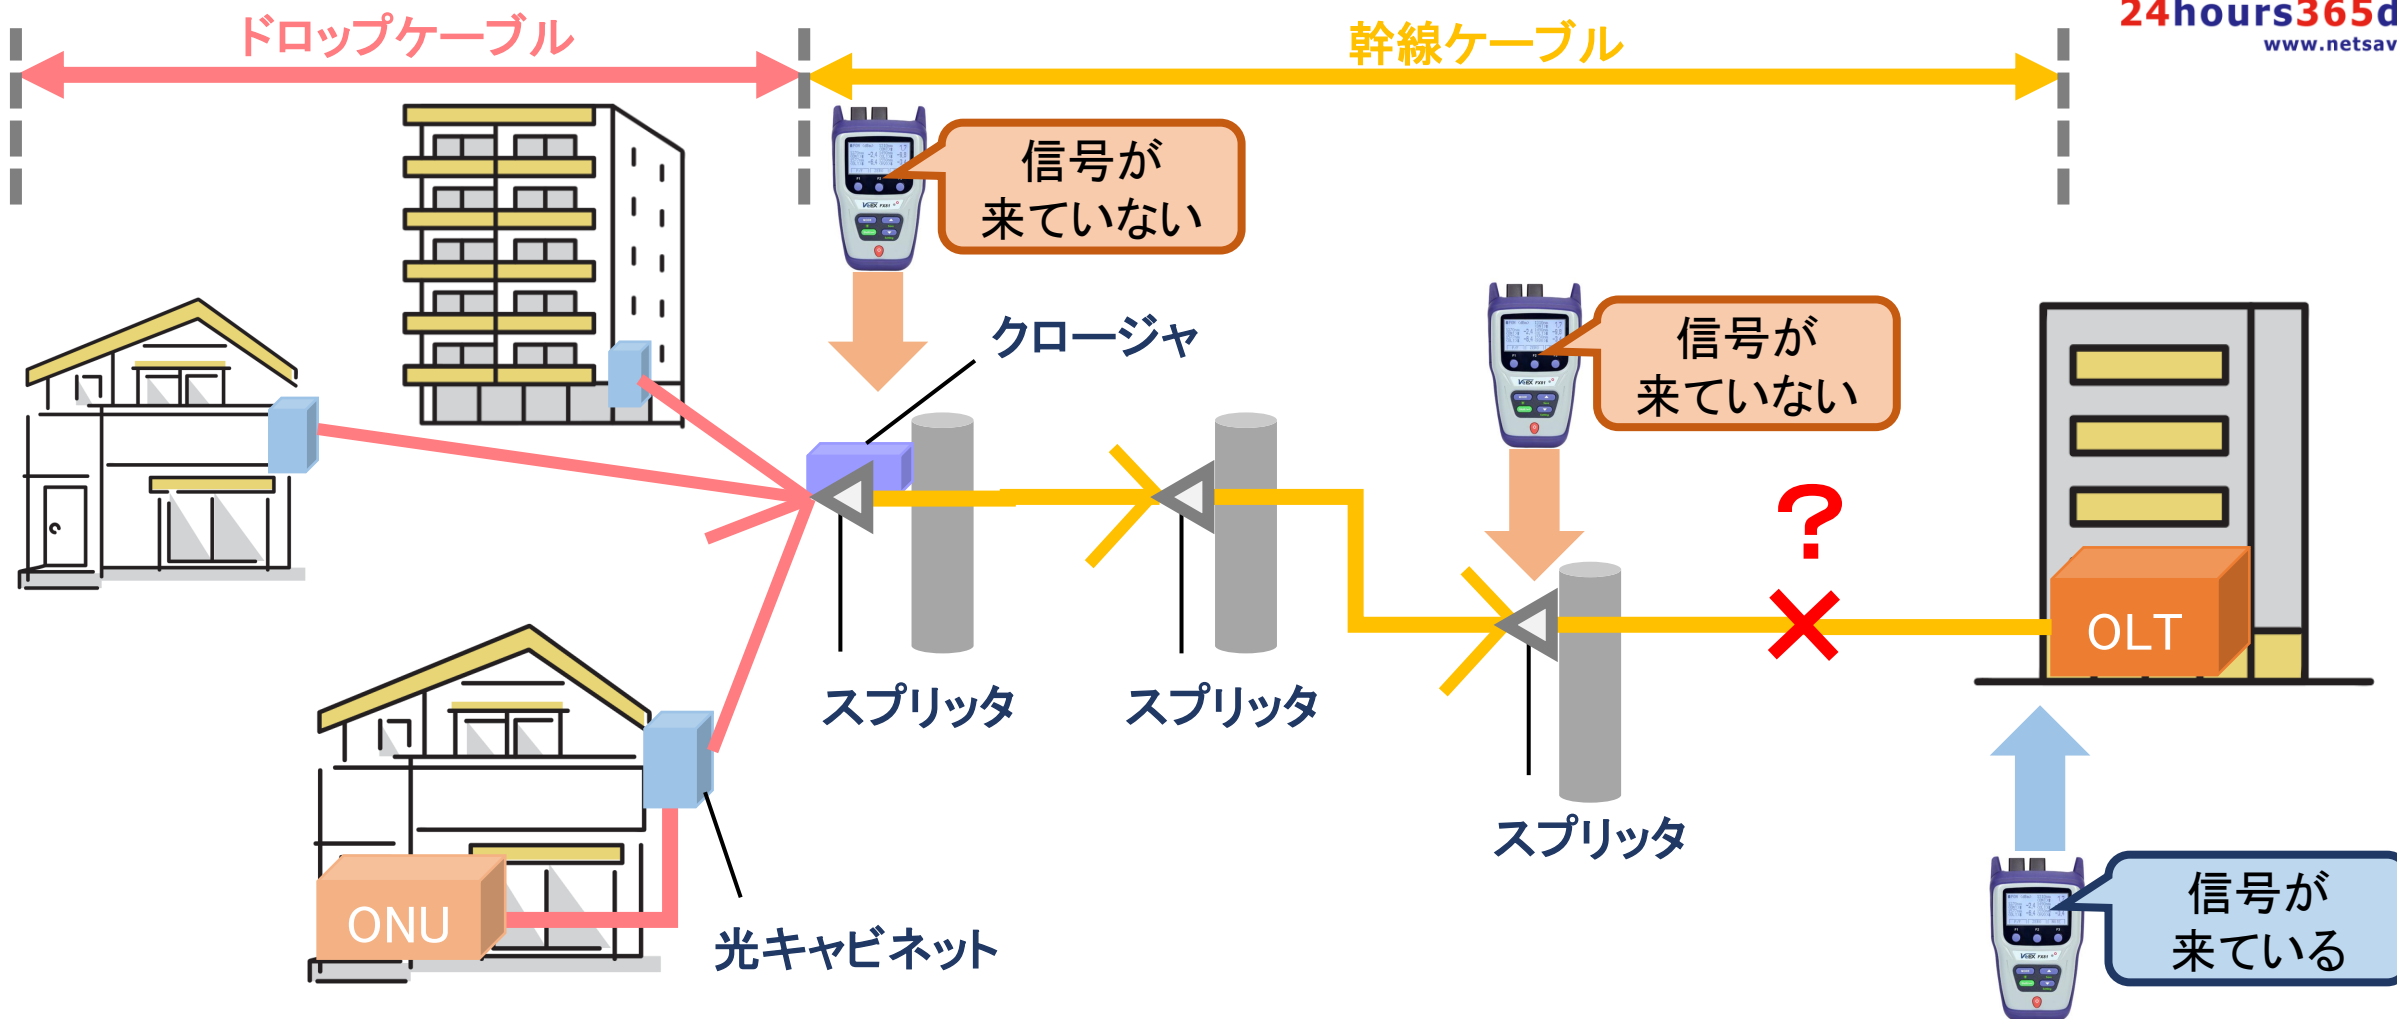 24hours365d
www.netsav
ドロップケーブル
幹線ケーブル
信号が
来ていない
クロージャ
信号が
来ていない
?
OLT
スプリッタ
スプリッタ
スプリッタ
ONU
光キャビネット
信号が
来ている